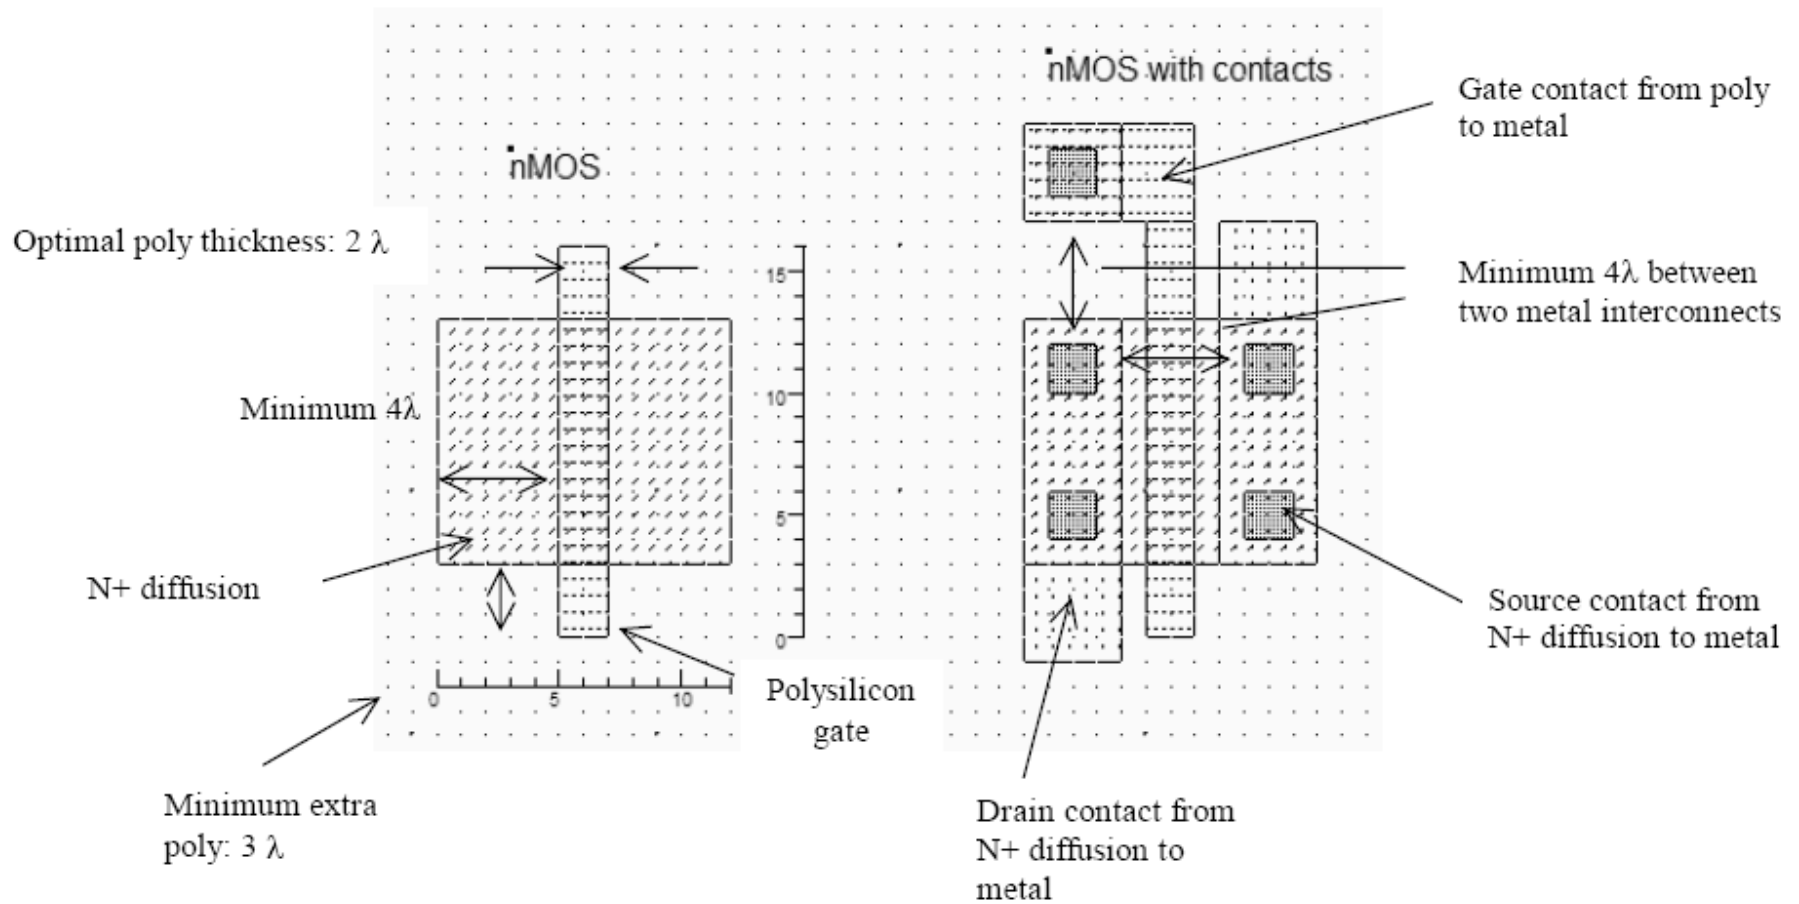 nMOS with contacts
Gate contact from poly
to metal
nMOS
Optimal poly thickness: 2 λ
Minimum 4λ between
two metal interconnects
15
10
5
0
Minimum 4λ
N+ diffusion
Source contact from
N+ diffusion to metal
0 5 10
Polysilicon
gate
Minimum extra
poly: 3 λ
Drain contact from
N+ diffusion to
metal